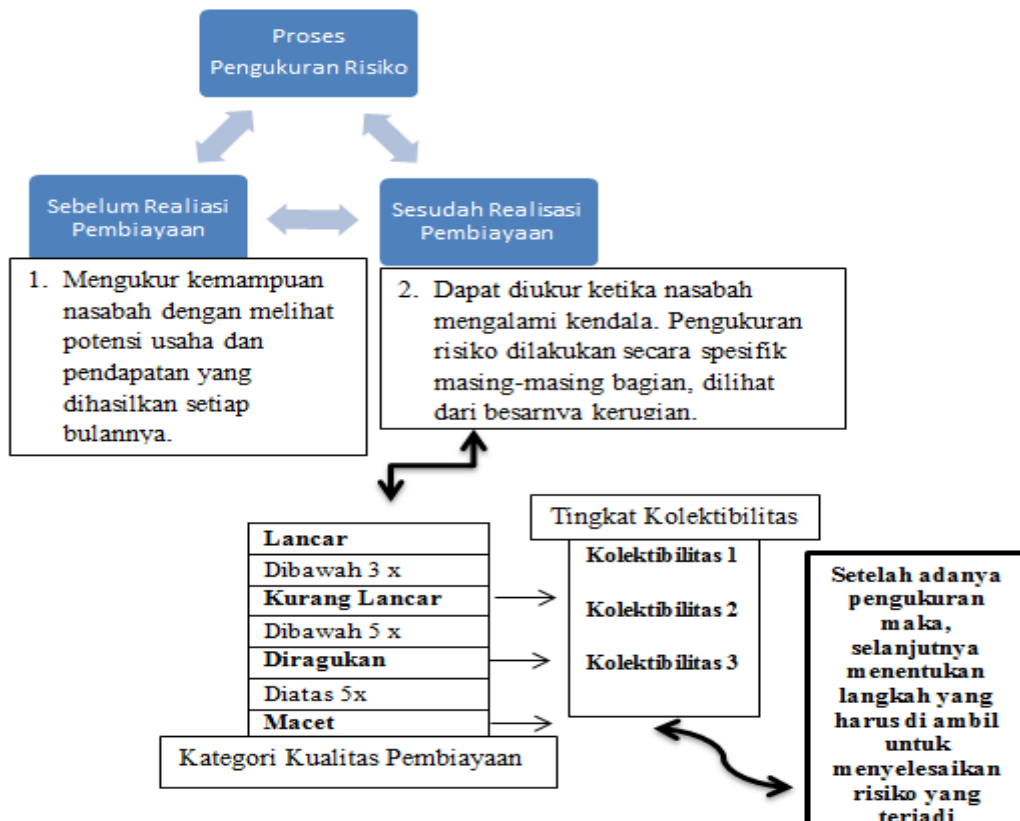 Proses
Pengukuran Risiko
Sebelum Realiasi
Pembiayaan
Sesudah Realisasi
Pembiayaan
1. Mengukur kemampuan
nasabah dengan melihat
potensi usaha dan
pendapatan yang
dihasilkan setiap
bulannya.
2. Dapat diukur ketika nasabah
mengalami kendala. Pengukuran
risiko dilakukan secara spesifik
masing-masing bagian, dilihat
dari besarnya kerugian.
Lancar
Dibawah 3 x
Kurang Lancar
Dibawah 5 x
Diragukan
Diatas 5x
Macet
Kategori Kualitas Pembiayaan
Tingkat Kolektibilitas
Kolektibilitas 1
Kolektibilitas 2
Kolektibilitas 3
Setelah adanya
pengukuran
maka,
selanjutnya
menentukan
langkah yang
harus di ambil
untuk
menyelesaikan
risiko yang
terjadi